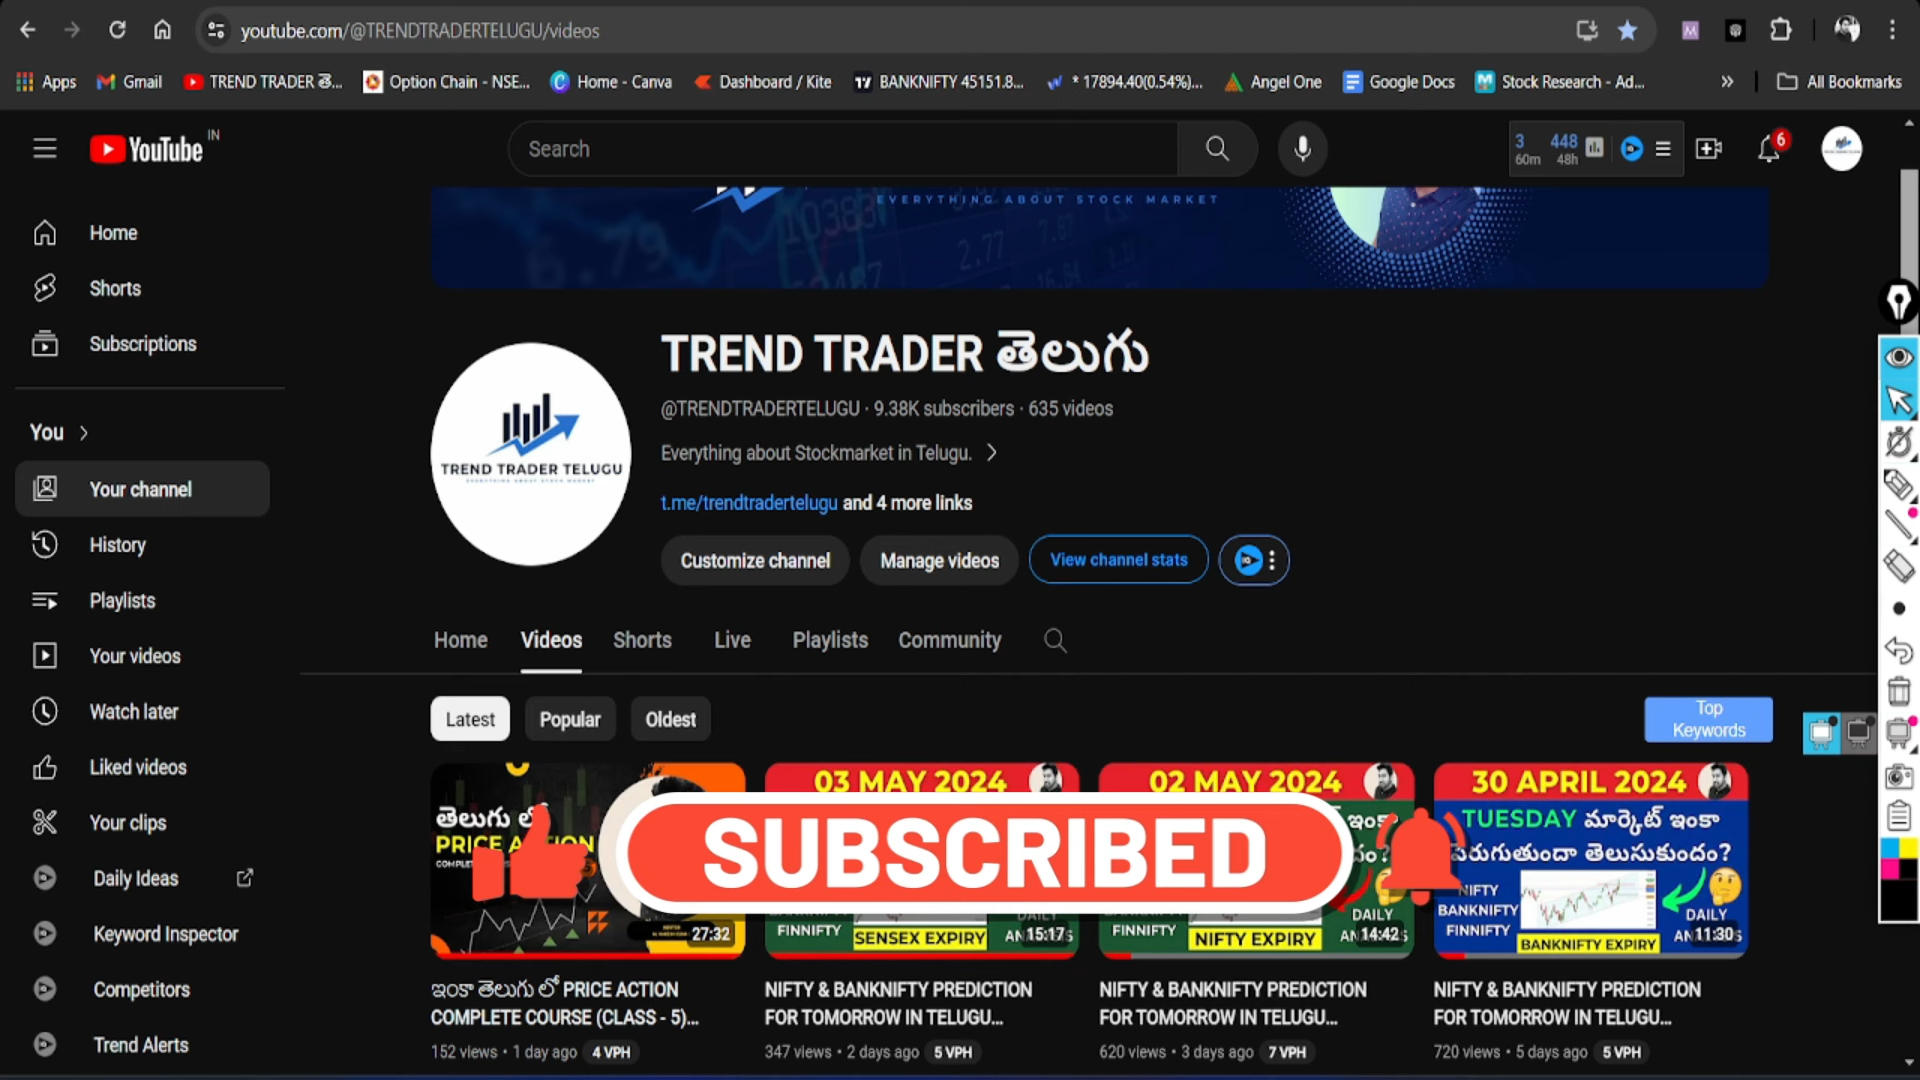 youtube.com/@TRENDTRADERTELUGU/videos
Apps
Gmail
TREND TRADER తె...
Option Chain - NSE...
Home - Canva
Dashboard / Kite
BANKNIFTY 45151.8...
* 17894.40(0.54%)...
Angel One
Google Docs
Stock Research - Ad...
»
All Bookmarks
YouTube IN
Search
3 448
60m 48h
6
EVERYTHING ABOUT STOCK MARKET
Home
Shorts
Subscriptions
You
Your channel
History
Playlists
Your videos
Watch later
Liked videos
Your clips
Daily Ideas
Keyword Inspector
Competitors
Trend Alerts
TREND TRADER TELUGU
EVERYTHING ABOUT STOCK MARKET
TREND TRADER తెలుగు
@TRENDTRADERTELUGU · 9.38K subscribers · 635 videos
Everything about Stockmarket in Telugu.
t.me/trendtradertelugu and 4 more links
Customize channel
Manage videos
View channel stats
Home Videos Shorts Live Playlists Community
Latest Popular Oldest
Top
Keywords
తెలుగు
PRICE
27:32
03 MAY 2024
FINNIFTY
SENSEX EXPIRY
15:17
02 MAY 2024
ఇంకా
FINNIFTY
NIFTY EXPIRY
DAILY
14:42
30 APRIL 2024
TUESDAY మార్కెట్ ఇంకా
పెరుగుతుందా తెలుసుకుందం?
NIFTY
BANKNIFTY
FINNIFTY
BANKNIFTY EXPIRY
DAILY
11:30
SUBSCRIBED
ఇంకా తెలుగు లో PRICE ACTION
COMPLETE COURSE (CLASS - 5)...
152 views • 1 day ago 4 VPH
NIFTY & BANKNIFTY PREDICTION
FOR TOMORROW IN TELUGU...
347 views • 2 days ago 5 VPH
NIFTY & BANKNIFTY PREDICTION
FOR TOMORROW IN TELUGU...
620 views • 3 days ago 7 VPH
NIFTY & BANKNIFTY PREDICTION
FOR TOMORROW IN TELUGU...
720 views • 5 days ago 5 VPH